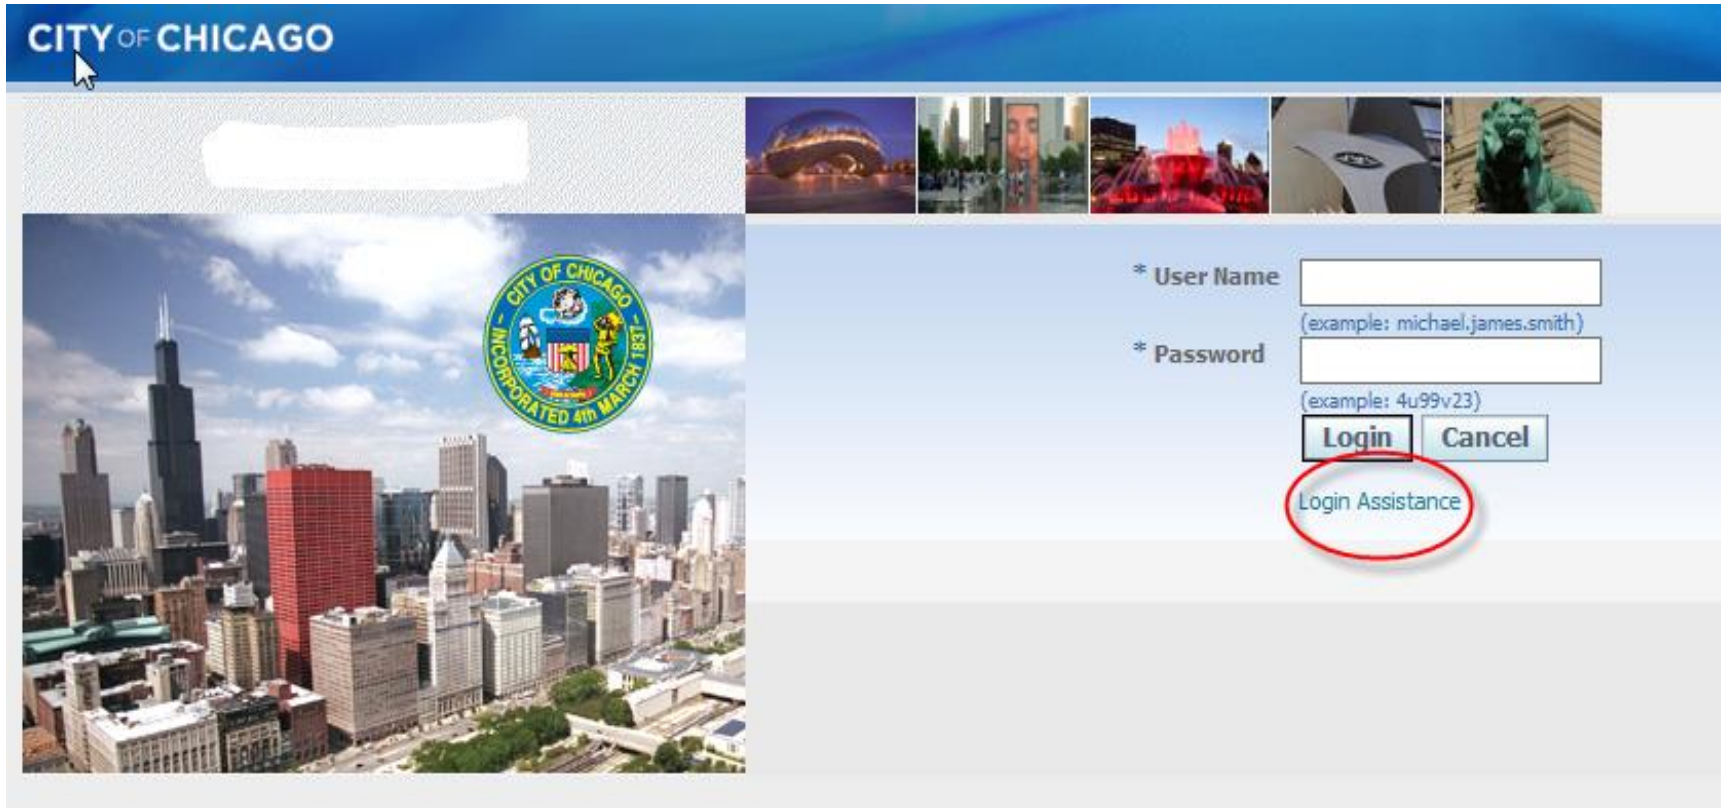 CITY OF CHICAGO
CITY OF CHICAGO
INCORPORATED 4th MARCH 1837
* User Name
(example: michael.james.smith)
* Password
(example: 4u99v23)
Login Cancel
Login Assistance